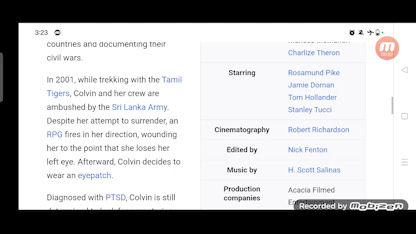 3:23
countries and documenting their
civil wars.
In 2001, while trekking with the Tamil
Tigers, Colvin and her crew are
ambushed by the Sri Lanka Army.
Despite her attempt to surrender, an
RPG fires in her direction, wounding
her to the point that she loses her
left eye. Afterward, Colvin decides to
wear an eyepatch.
Diagnosed with PTSD, Colvin is still
Charlize Theron
Starring
Rosamund Pike
Jamie Dornan
Tom Hollander
Stanley Tucci
Cinematography
Robert Richardson
Edited by
Nick Fenton
Music by
H. Scott Salinas
Production
companies
Acacia Filmed
Recorded by MOBIZEN